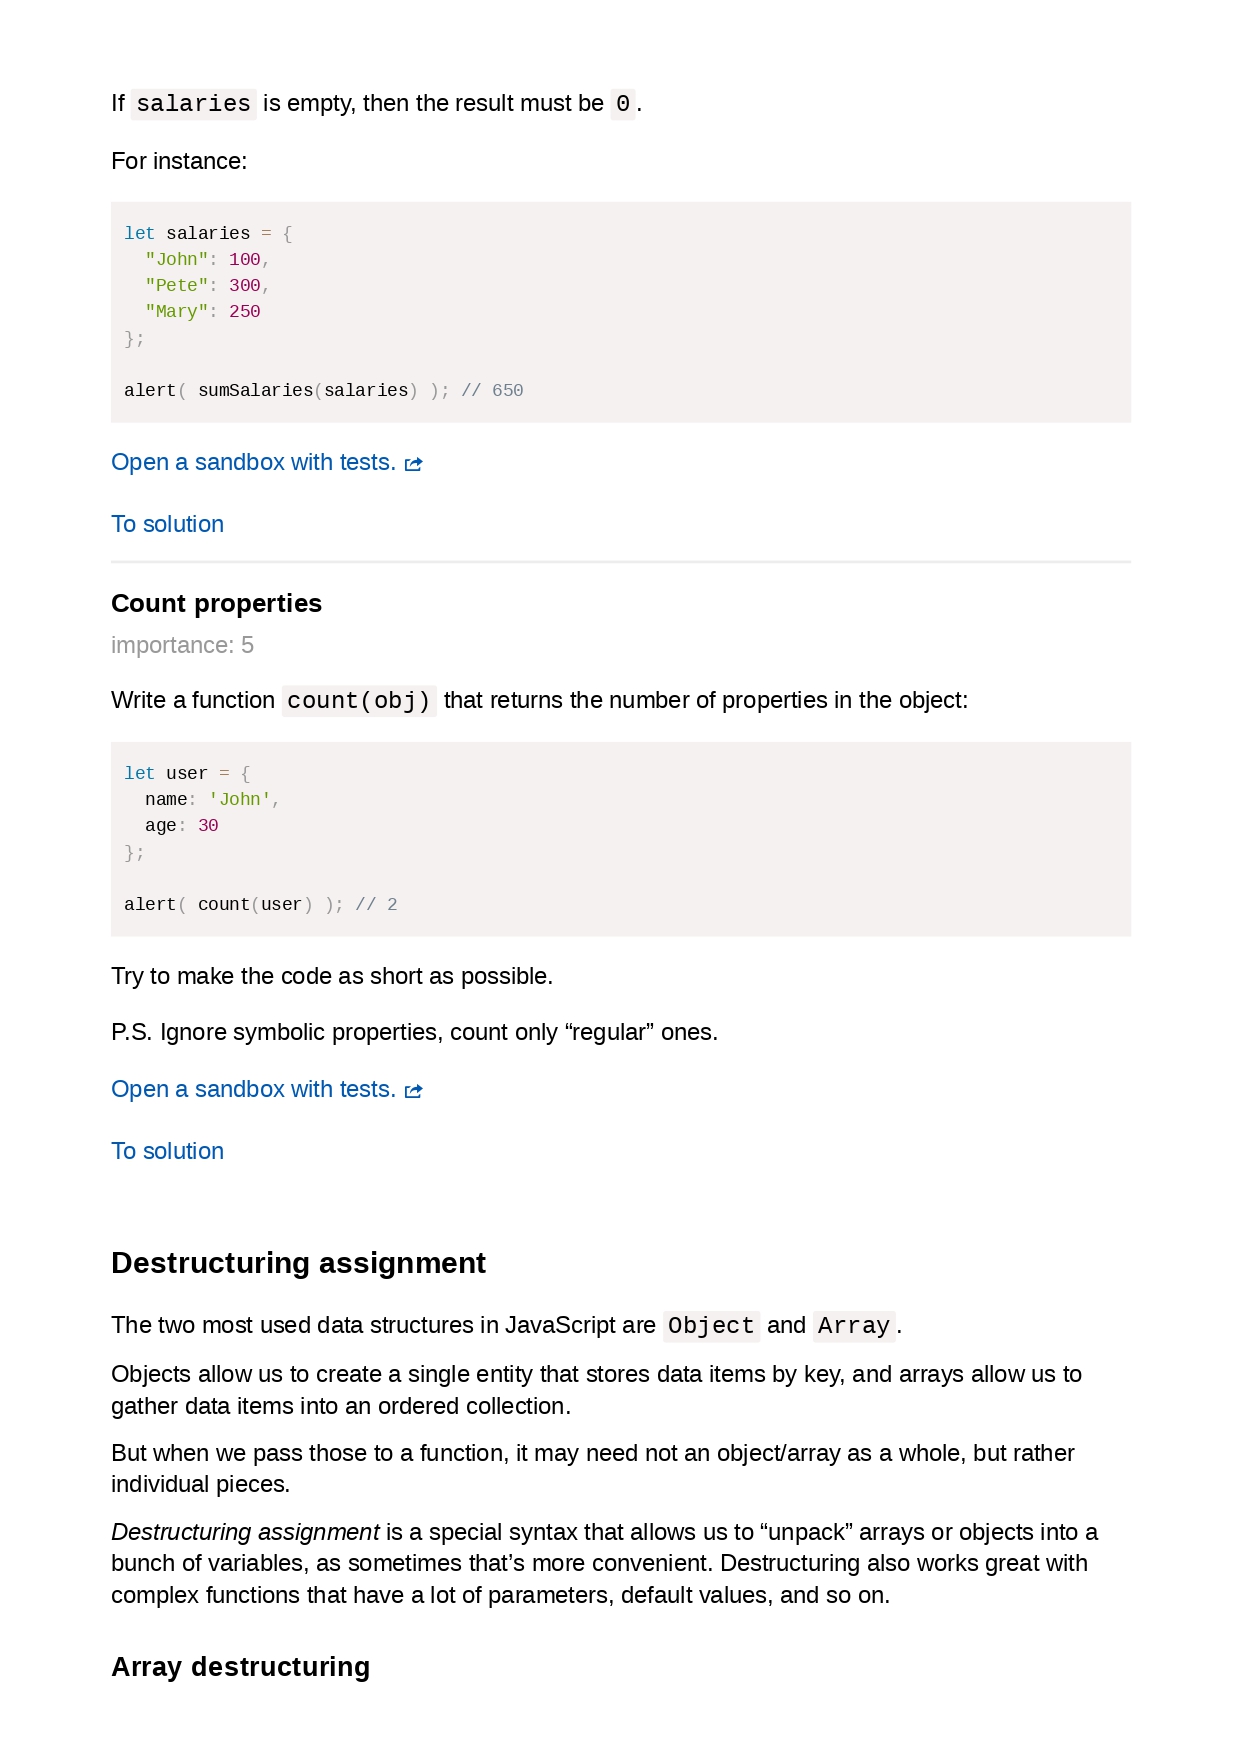 If salaries is empty, then the result must be 0.
For instance:
let salaries = {
  "John": 100,
  "Pete": 300,
  "Mary": 250
};
alert( sumSalaries(salaries) ); // 650
Open a sandbox with tests.
To solution
Count properties
importance: 5
Write a function count(obj) that returns the number of properties in the object:
let user = {
  name: 'John',
  age: 30
};
alert( count(user) ); // 2
Try to make the code as short as possible.
P.S. Ignore symbolic properties, count only “regular” ones.
Open a sandbox with tests.
To solution
Destructuring assignment
The two most used data structures in JavaScript are Object and Array.
Objects allow us to create a single entity that stores data items by key, and arrays allow us to
gather data items into an ordered collection.
But when we pass those to a function, it may need not an object/array as a whole, but rather
individual pieces.
Destructuring assignment is a special syntax that allows us to “unpack” arrays or objects into a
bunch of variables, as sometimes that’s more convenient. Destructuring also works great with
complex functions that have a lot of parameters, default values, and so on.
Array destructuring